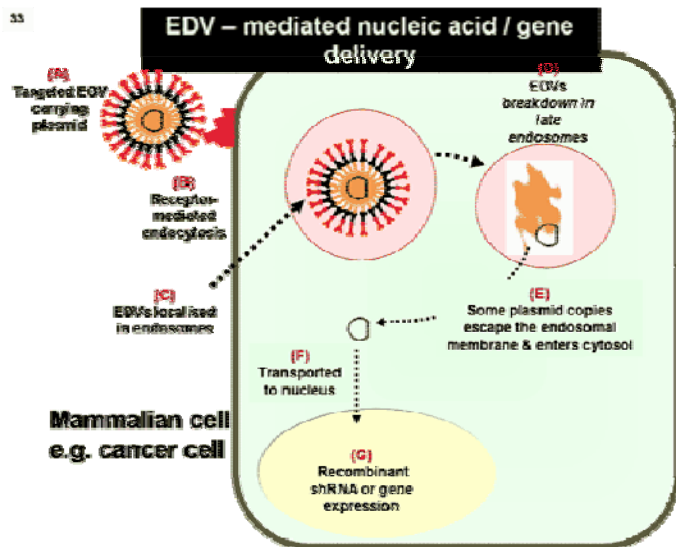 33
EDV – mediated nucleic acid / gene
delivery
(A)
Targeted EDV
carrying
plasmid
(B)
Receptor-
mediated
endocytosis
(C)
EDVs localised
in endosomes
(D)
EDVs
breakdown in
late
endosomes
(E)
Some plasmid copies
escape the endosomal
membrane & enters cytosol
(F)
Transported
to nucleus
(G)
Recombinant
shRNA or gene
expression
Mammalian cell
e.g. cancer cell